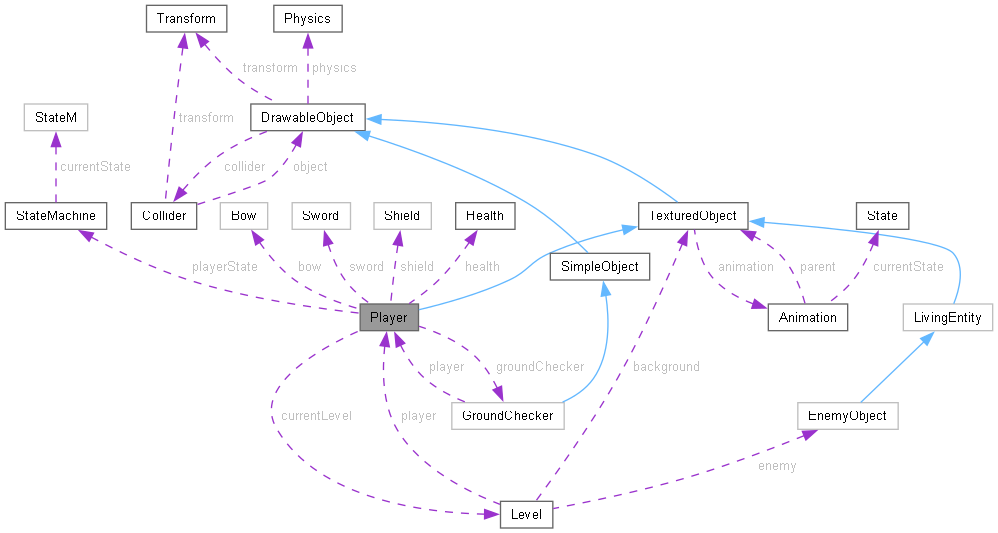 Transform
Physics
transform
physics
StateM
DrawableObject
transform
currentState
collider
object
StateMachine
Collider
Bow
Sword
Shield
Health
TexturedObject
State
playerState
bow
sword
shield
health
SimpleObject
animation
parent
currentState
Player
Animation
LivingEntity
player
groundChecker
background
currentLevel
player
GroundChecker
EnemyObject
enemy
Level